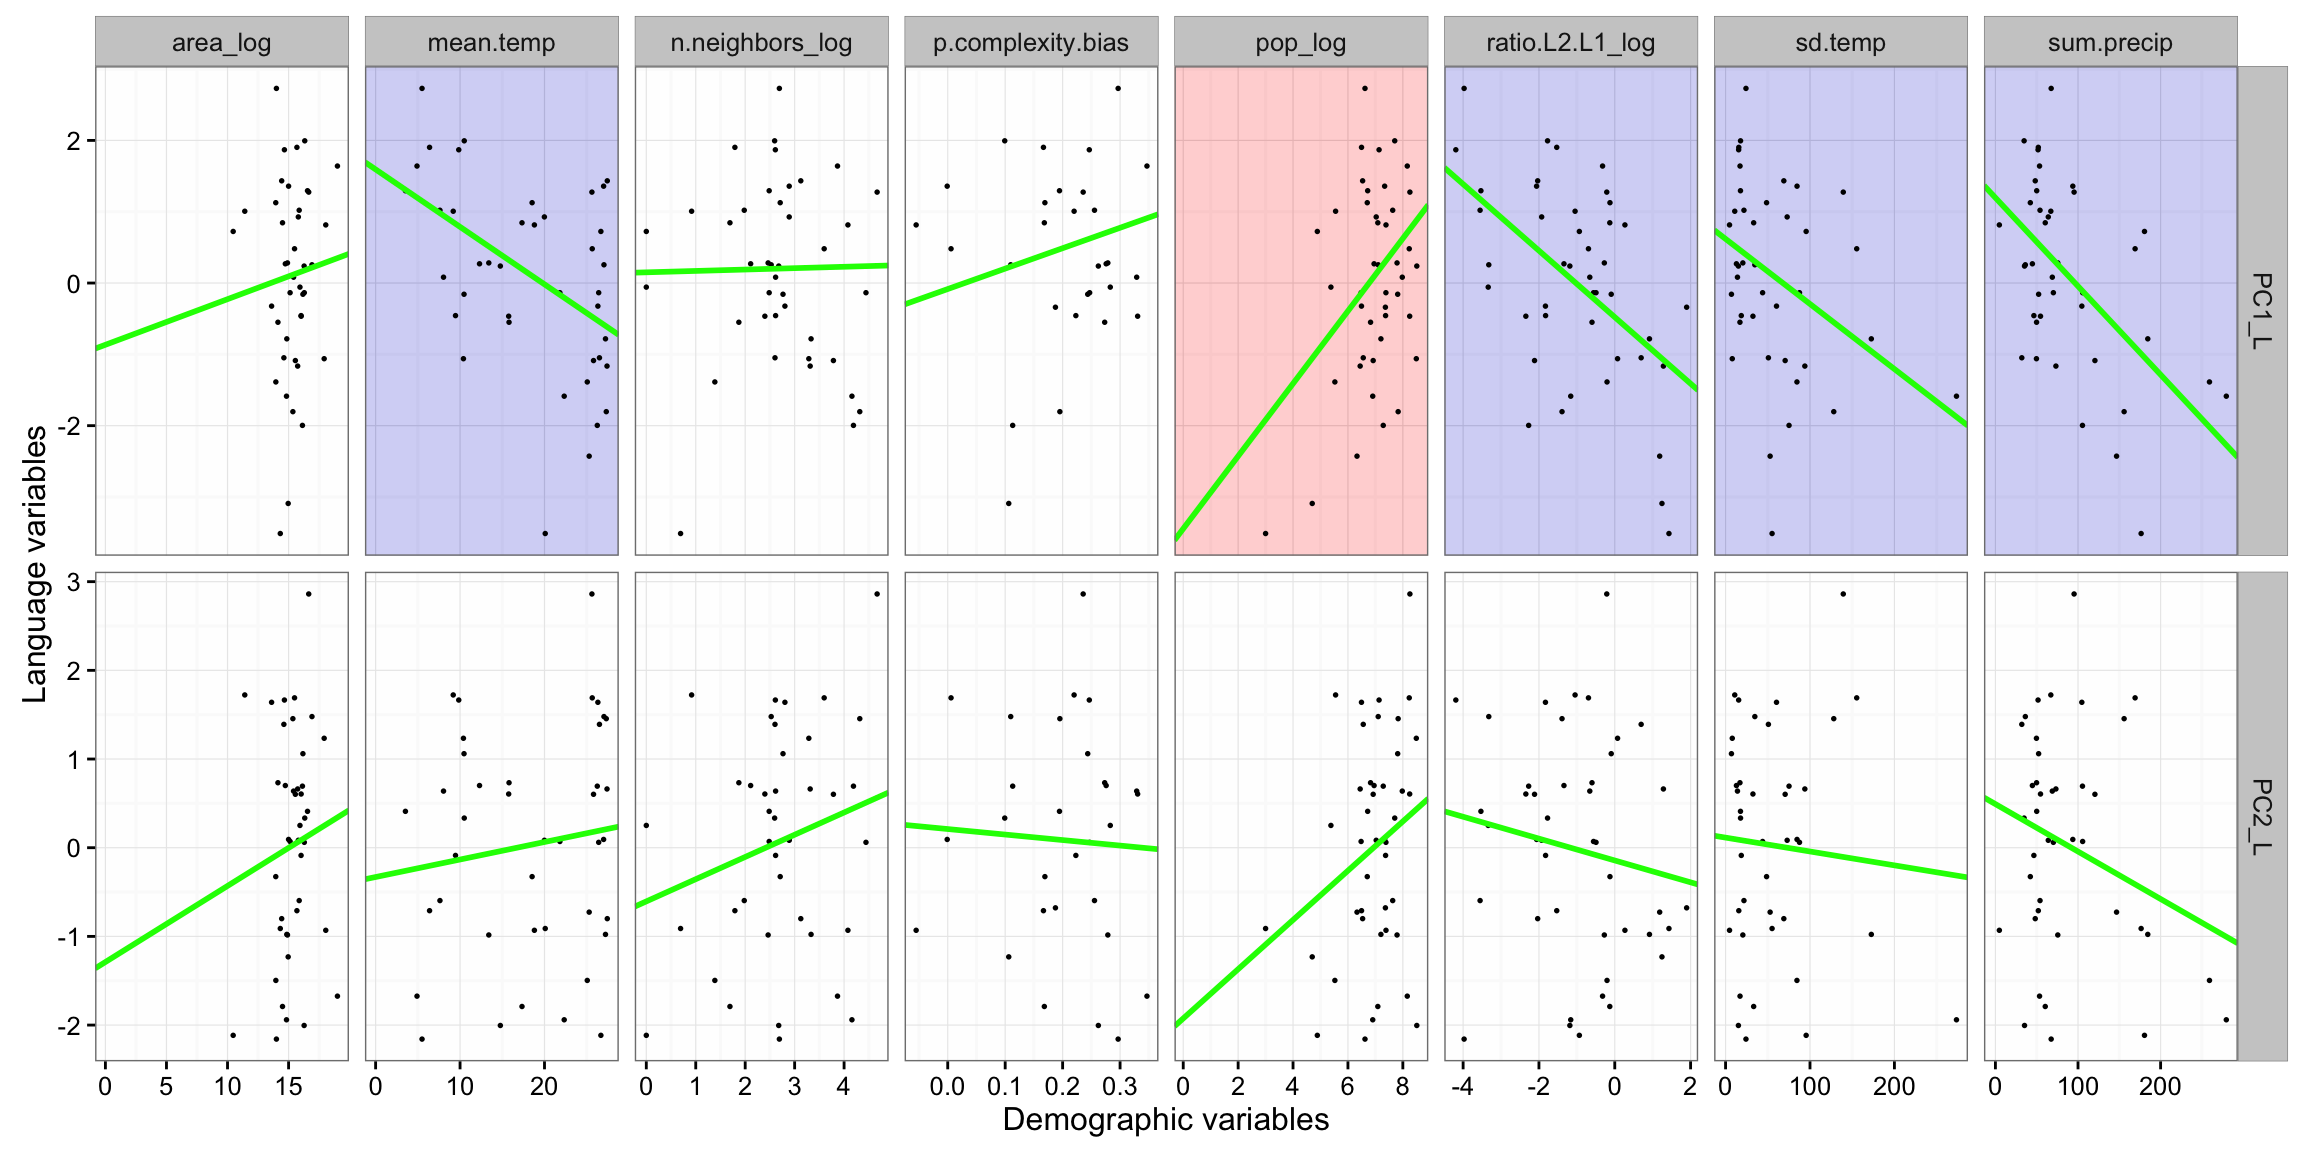 area_log mean.temp n.neighbors_log p.complexity.bias pop_log ratio.L2.L1_log sd.temp sum.precip
2
0
-2
PC1_L
3
2
1
0
-1
-2
PC2_L
Language variables
0 5 10 15 0 10 20 0 1 2 3 4 0.0 0.1 0.2 0.3 0 2 4 6 8 -4 -2 0 2 0 100 200 0 100 200
Demographic variables